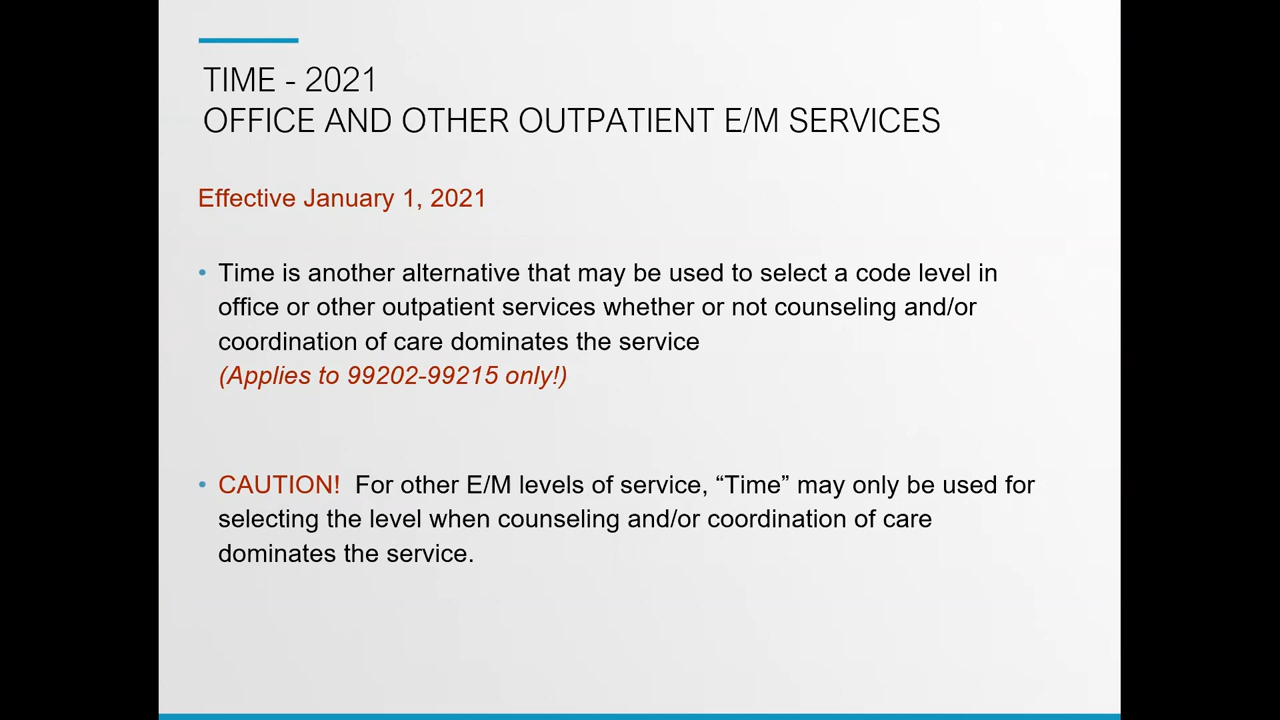 TIME - 2021
OFFICE AND OTHER OUTPATIENT E/M SERVICES
Effective January 1, 2021
• Time is another alternative that may be used to select a code level in
office or other outpatient services whether or not counseling and/or
coordination of care dominates the service
(Applies to 99202-99215 only!)
• CAUTION! For other E/M levels of service, “Time” may only be used for
selecting the level when counseling and/or coordination of care
dominates the service.